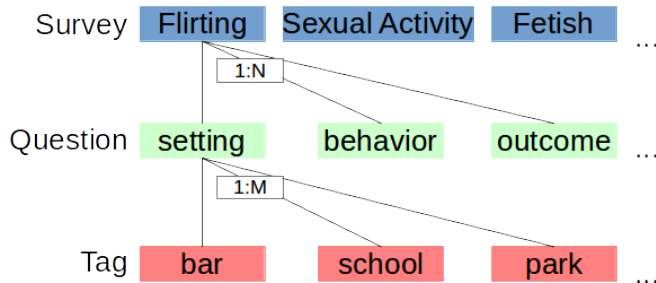 Survey Flirting Sexual Activity Fetish ...
1:N
Question setting behavior outcome ...
1:M
Tag bar school park ...